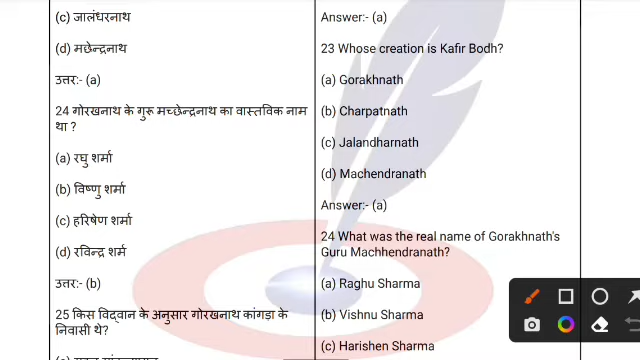 (c) जालंधरनाथ
(d) मछेन्द्रनाथ
उत्तर:- (a)
24 गोरखनाथ के गुरू मच्छेन्द्रनाथ का वास्तविक नाम
था ?
(a) रघु शर्मा
(b) विष्णु शर्मा
(c) हरिषेण शर्मा
(d) रविन्द्र शर्म
उत्तर:- (b)
25 किस विद्वान के अनुसार गोरखनाथ कांगड़ा के
निवासी थे?
Answer:- (a)
23 Whose creation is Kafir Bodh?
(a) Gorakhnath
(b) Charpatnath
(c) Jalandharnath
(d) Machendranath
Answer:- (a)
24 What was the real name of Gorakhnath's
Guru Machhendranath?
(a) Raghu Sharma
(b) Vishnu Sharma
(c) Harishen Sharma